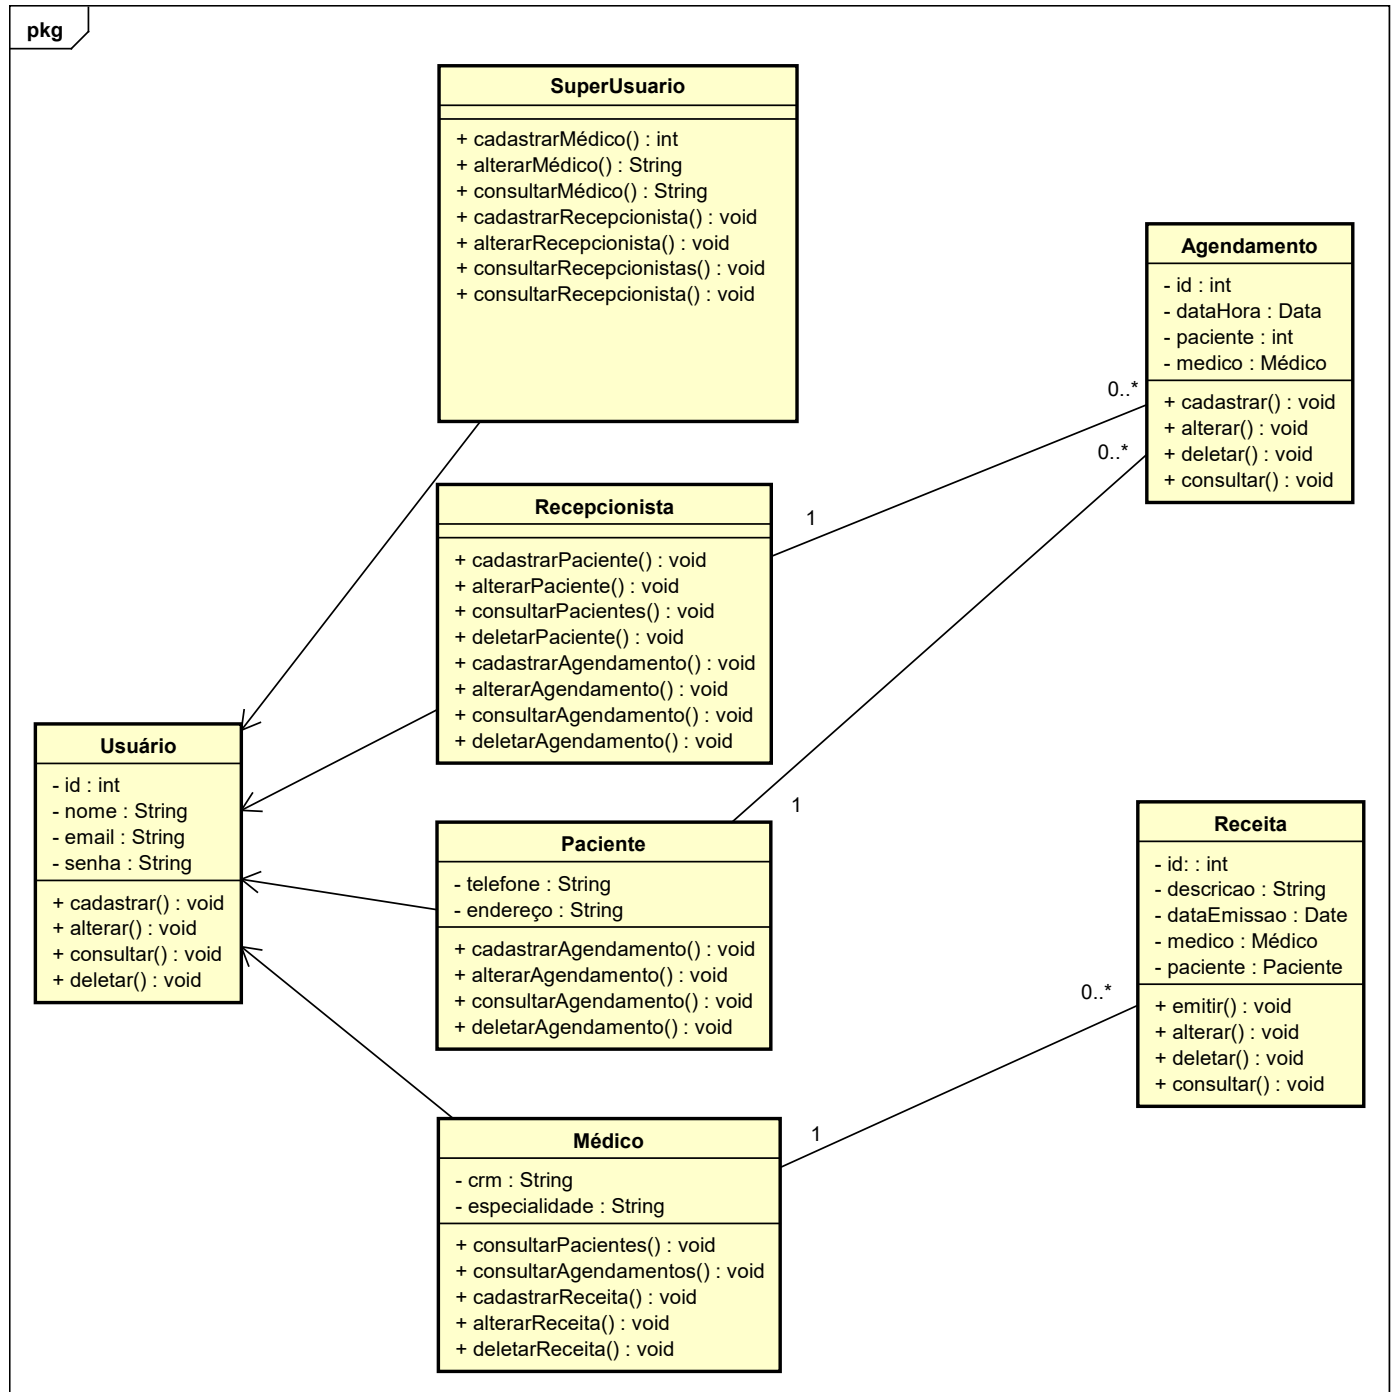 pkg
SuperUsuario
+ cadastrarMédico() : int
+ alterarMédico() : String
+ consultarMédico() : String
+ cadastrarRecepcionista() : void
+ alterarRecepcionista() : void
+ consultarRecepcionistas() : void
+ consultarRecepcionista() : void
Agendamento
- id : int
- dataHora : Data
- paciente : int
- medico : Médico
+ cadastrar() : void
+ alterar() : void
+ deletar() : void
+ consultar() : void
0..*
0..*
1
Recepcionista
+ cadastrarPaciente() : void
+ alterarPaciente() : void
+ consultarPacientes() : void
+ deletarPaciente() : void
+ cadastrarAgendamento() : void
+ alterarAgendamento() : void
+ consultarAgendamento() : void
+ deletarAgendamento() : void
Usuário
- id : int
- nome : String
- email : String
- senha : String
+ cadastrar() : void
+ alterar() : void
+ consultar() : void
+ deletar() : void
1
Paciente
- telefone : String
- endereço : String
+ cadastrarAgendamento() : void
+ alterarAgendamento() : void
+ consultarAgendamento() : void
+ deletarAgendamento() : void
Receita
- id: : int
- descricao : String
- dataEmissao : Date
- medico : Médico
- paciente : Paciente
+ emitir() : void
+ alterar() : void
+ deletar() : void
+ consultar() : void
0..*
1
Médico
- crm : String
- especialidade : String
+ consultarPacientes() : void
+ consultarAgendamentos() : void
+ cadastrarReceita() : void
+ alterarReceita() : void
+ deletarReceita() : void